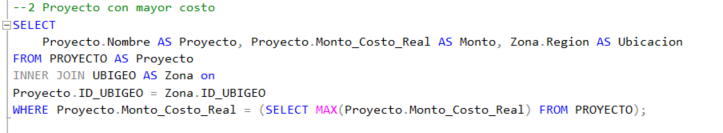 --2 Proyecto con mayor costo
SELECT
Proyecto.Nombre AS Proyecto, Proyecto.Monto_Costo_Real AS Monto, Zona.Region AS Ubicacion
FROM PROYECTO AS Proyecto
INNER JOIN UBIGEO AS Zona on
Proyecto.ID_UBIGEO = Zona.ID_UBIGEO
WHERE Proyecto.Monto_Costo_Real = (SELECT MAX(Proyecto.Monto_Costo_Real) FROM PROYECTO);